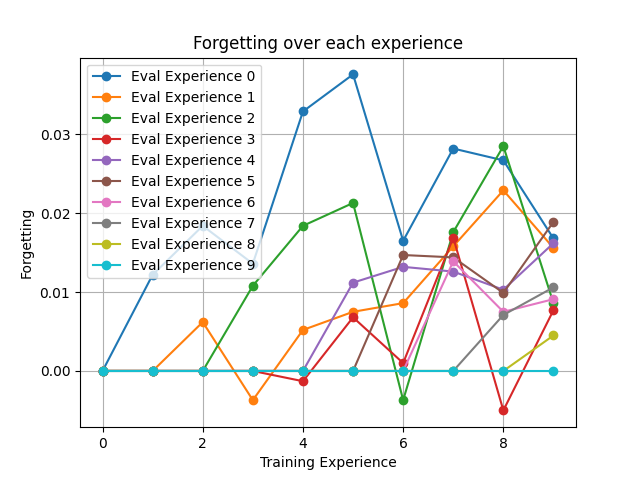 Forgetting over each experience
Eval Experience 0
Eval Experience 1
Eval Experience 2
Eval Experience 3
Eval Experience 4
Eval Experience 5
Eval Experience 6
Eval Experience 7
Eval Experience 8
Eval Experience 9
0.03
0.02
0.01
0.00
Forgetting
0 2 4 6 8
Training Experience